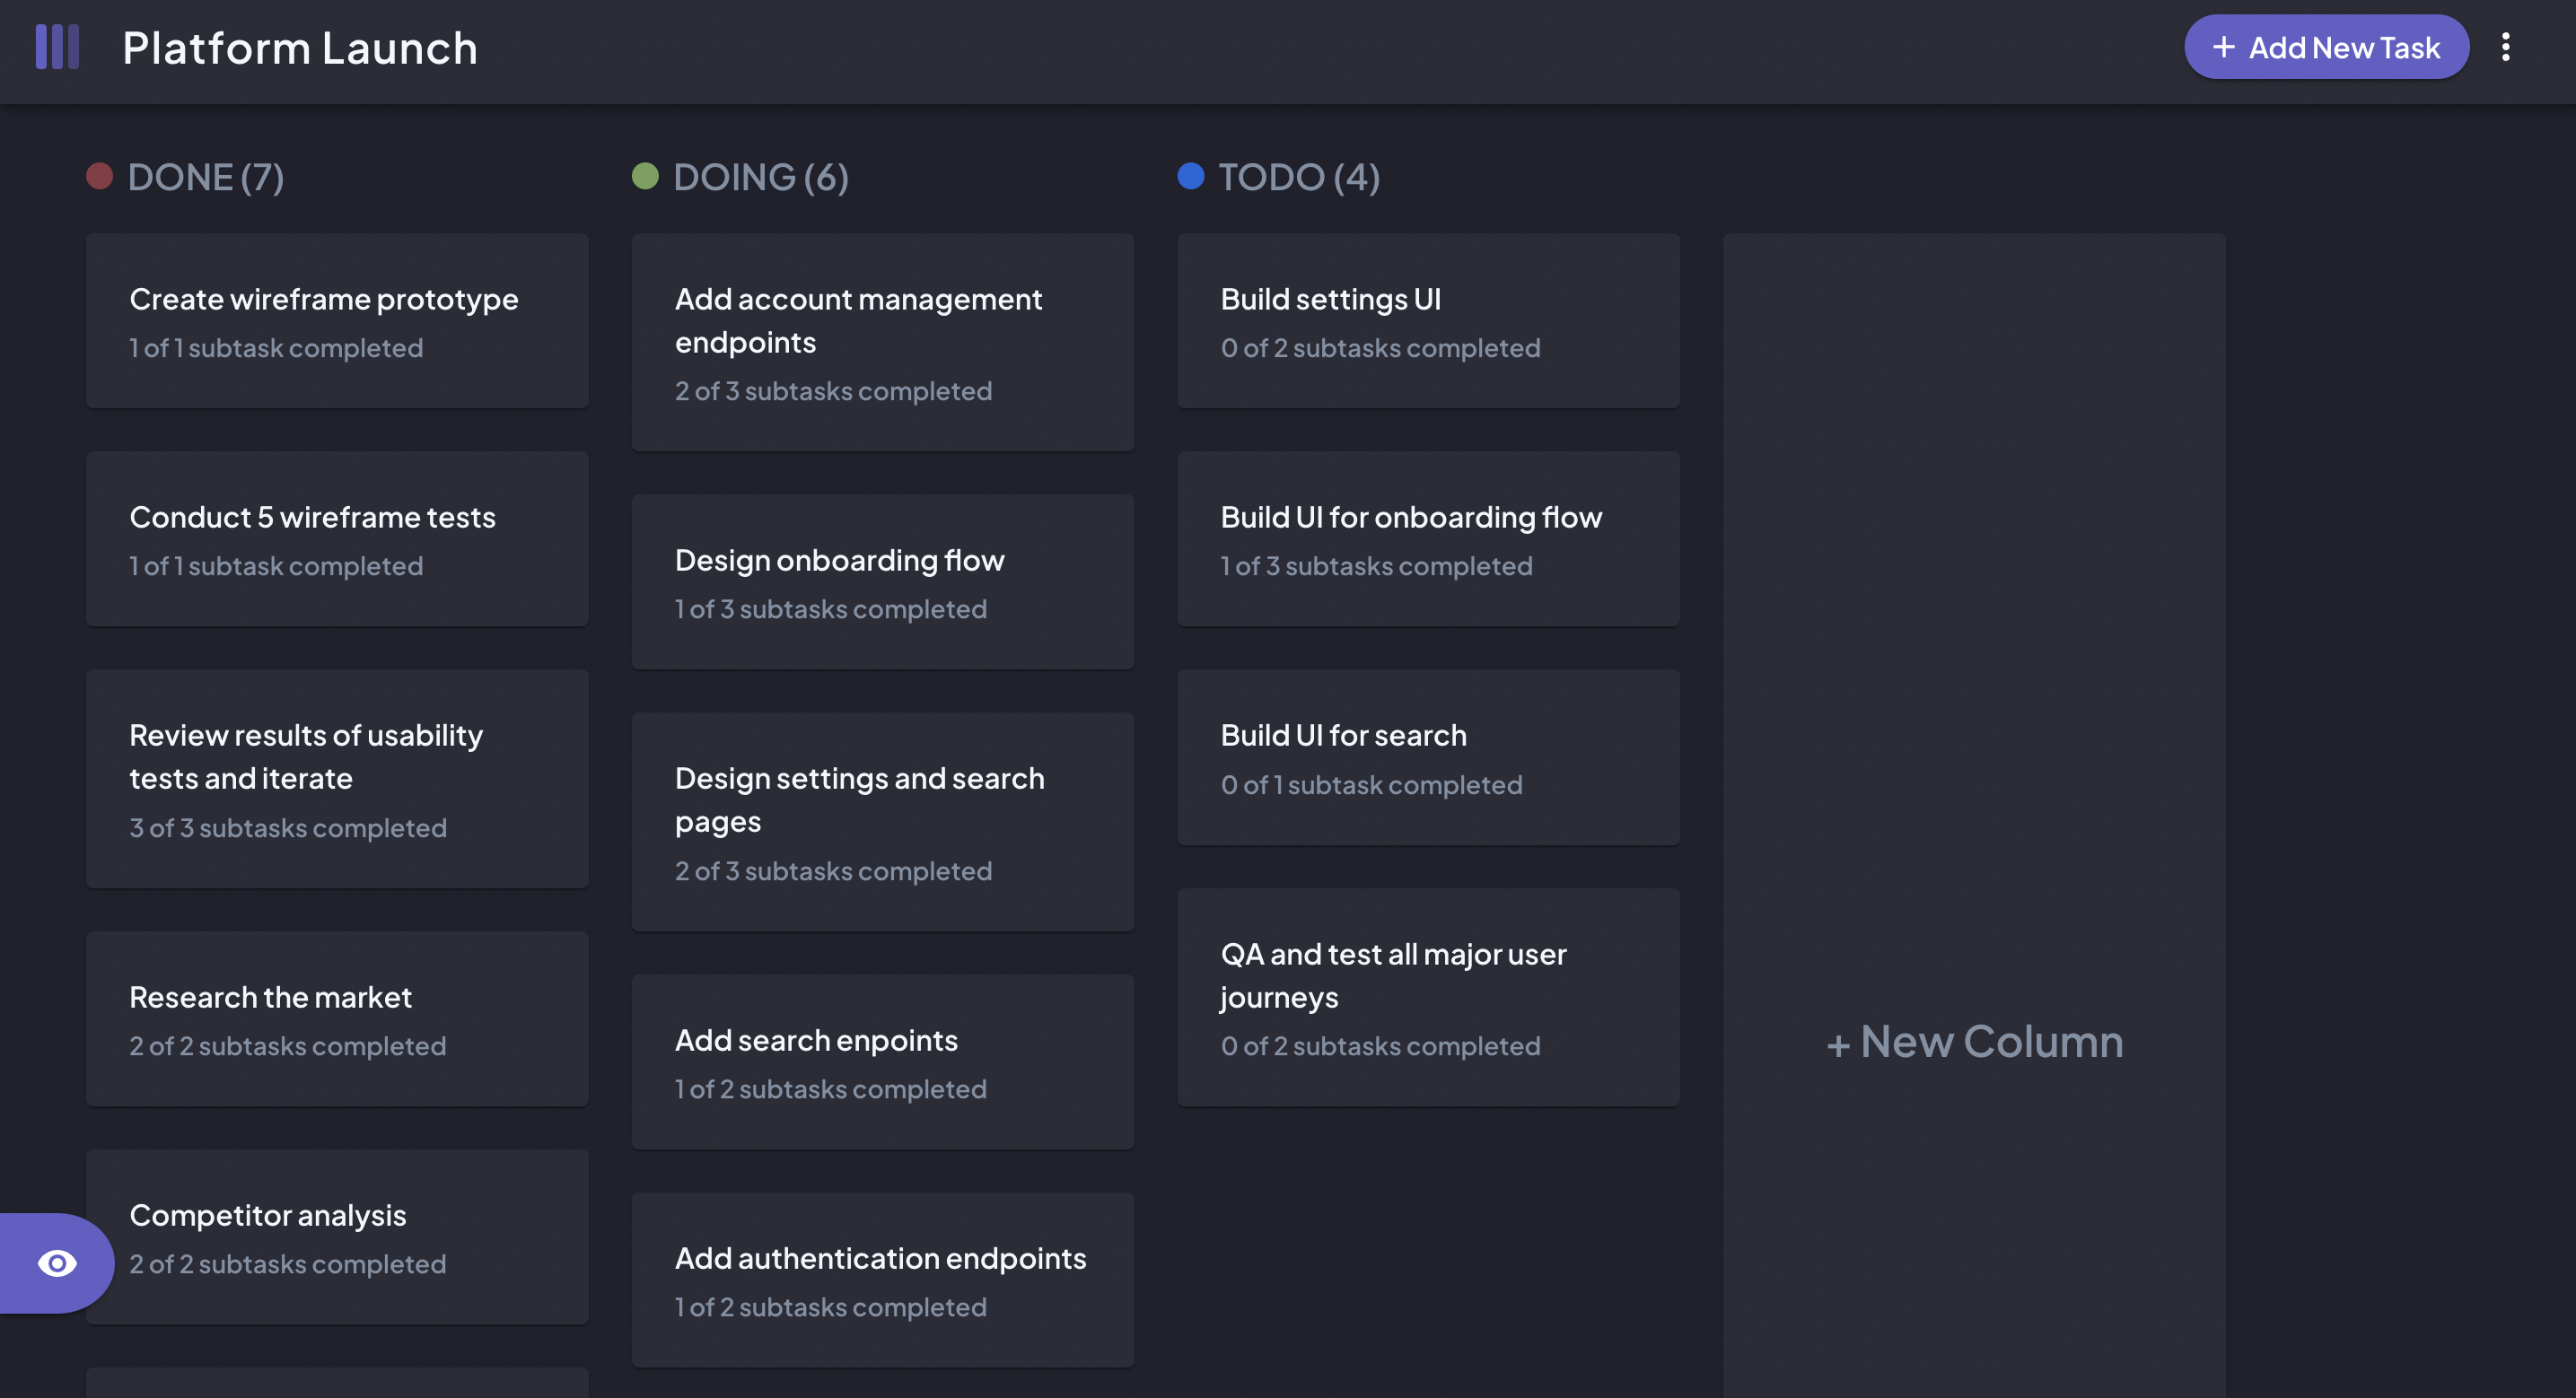 Platform Launch
+ Add New Task
DONE (7)
Create wireframe prototype
1 of 1 subtask completed
Conduct 5 wireframe tests
1 of 1 subtask completed
Review results of usability
tests and iterate
3 of 3 subtasks completed
Research the market
2 of 2 subtasks completed
Competitor analysis
2 of 2 subtasks completed
DOING (6)
Add account management
endpoints
2 of 3 subtasks completed
Design onboarding flow
1 of 3 subtasks completed
Design settings and search
pages
2 of 3 subtasks completed
Add search enpoints
1 of 2 subtasks completed
Add authentication endpoints
1 of 2 subtasks completed
TODO (4)
Build settings UI
0 of 2 subtasks completed
Build UI for onboarding flow
1 of 3 subtasks completed
Build UI for search
0 of 1 subtask completed
QA and test all major user
journeys
0 of 2 subtasks completed
+ New Column